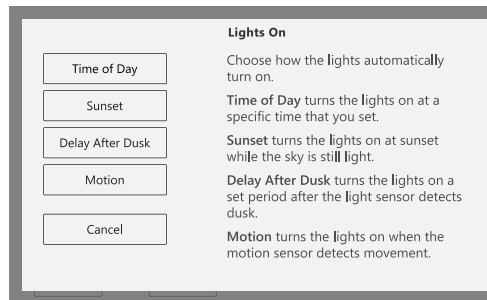 Lights On
Time of Day
Sunset
Delay After Dusk
Motion
Cancel
Choose how the lights automatically
turn on.
Time of Day turns the lights on at a
specific time that you set.
Sunset turns the lights on at sunset
while the sky is still light.
Delay After Dusk turns the lights on a
set period after the light sensor detects
dusk.
Motion turns the lights on when the
motion sensor detects movement.